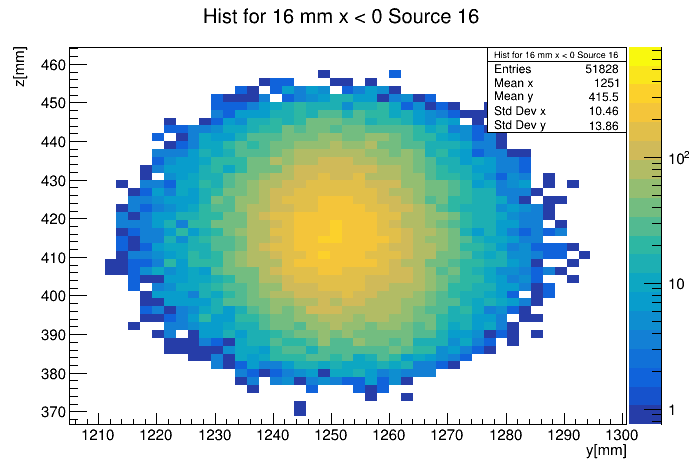 Hist for 16 mm x < 0 Source 16
z[mm]
Hist for 16 mm x < 0 Source 16
Entries 51828
Mean x 1251
Mean y 415.5
Std Dev x 10.46
Std Dev y 13.86
460
450
440
430
420
410
400
390
380
370
1210 1220 1230 1240 1250 1260 1270 1280 1290 1300
y[mm]
10²
10
1